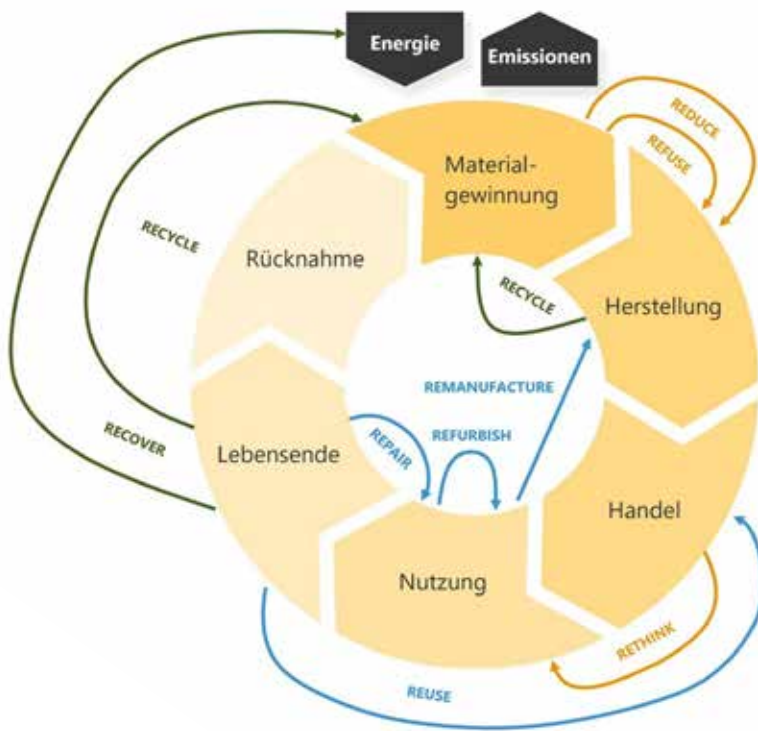 Energie
Emissionen
REDUCE
REFUSE
Material-
gewinnung
RECYCLE
Rücknahme
RECYCLE
Herstellung
REMANUFACTURE
REFURBISH
REPAIR
RECOVER
Lebensende
Handel
Nutzung
RETHINK
REUSE